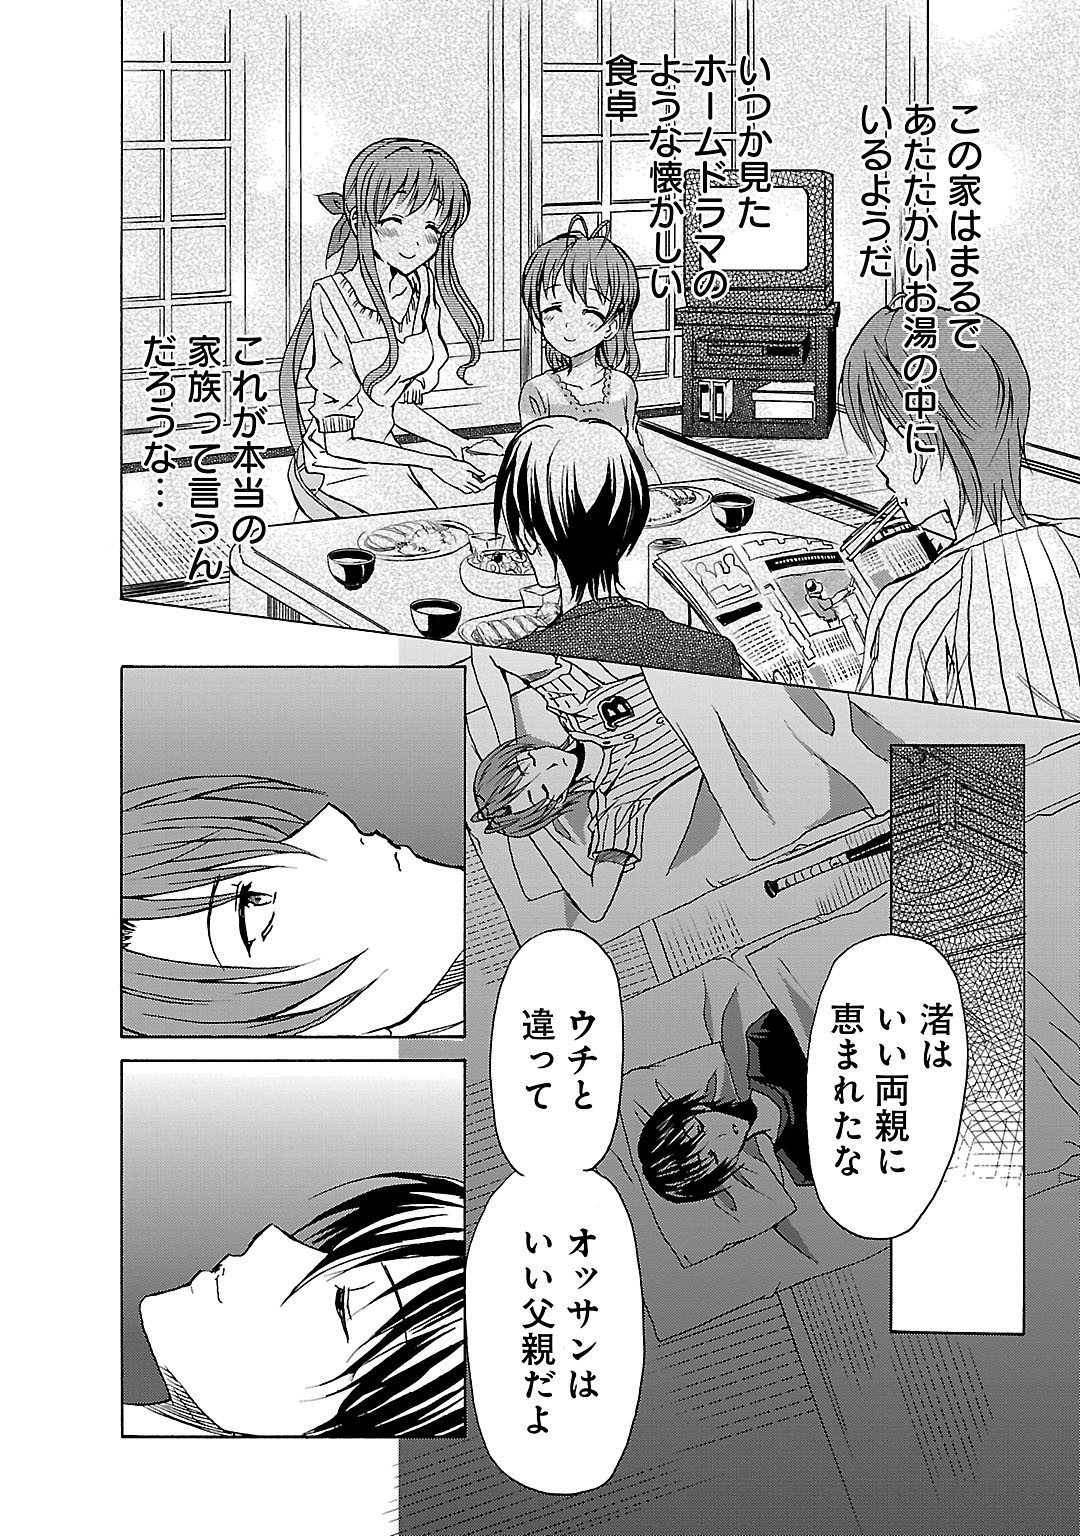 この家はまるで
あたたかいお湯の中に
いるようだ
いつか見た
ホームドラマの
ような懐かしい
食卓
これが本当の
家族って言うん
だろうな…
B
渚は
いい両親に
恵まれたな
ウチと
違って
オッサンは
いい父親だよ